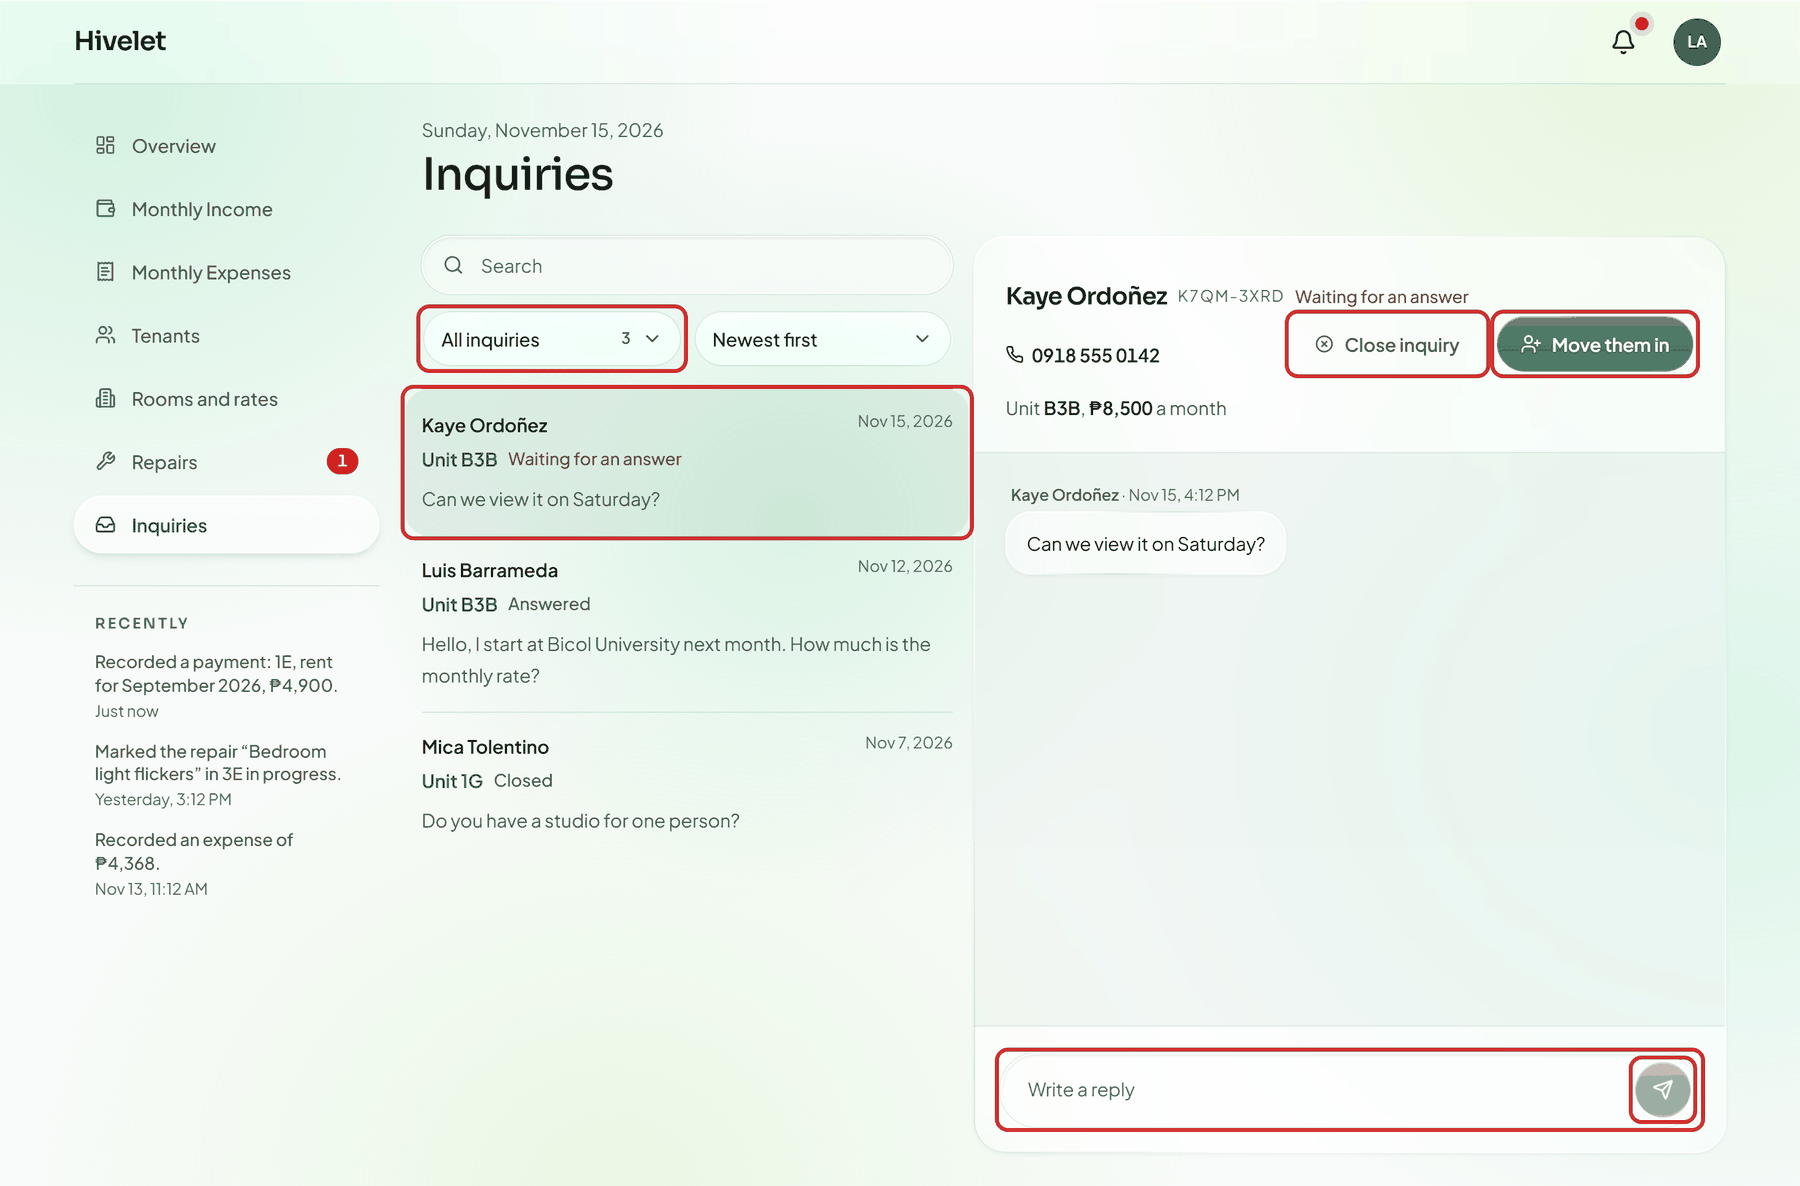 Hivelet
LA
Overview
Monthly Income
Monthly Expenses
Tenants
Rooms and rates
Repairs
1
Inquiries
RECENTLY
Recorded a payment: 1E, rent
for September 2026, ₱4,900.
Just now
Marked the repair “Bedroom
light flickers” in 3E in progress.
Yesterday, 3:12 PM
Recorded an expense of
₱4,368.
Nov 13, 11:12 AM
Sunday, November 15, 2026
Inquiries
Search
All inquiries 3
Newest first
Kaye Ordoñez Nov 15, 2026
Unit B3B Waiting for an answer
Can we view it on Saturday?
Luis Barrameda Nov 12, 2026
Unit B3B Answered
Hello, I start at Bicol University next month. How much is the
monthly rate?
Mica Tolentino Nov 7, 2026
Unit 1G Closed
Do you have a studio for one person?
Kaye Ordoñez K7QM-3XRD Waiting for an answer
0918 555 0142
Close inquiry
Move them in
Unit B3B, ₱8,500 a month
Kaye Ordoñez · Nov 15, 4:12 PM
Can we view it on Saturday?
Write a reply